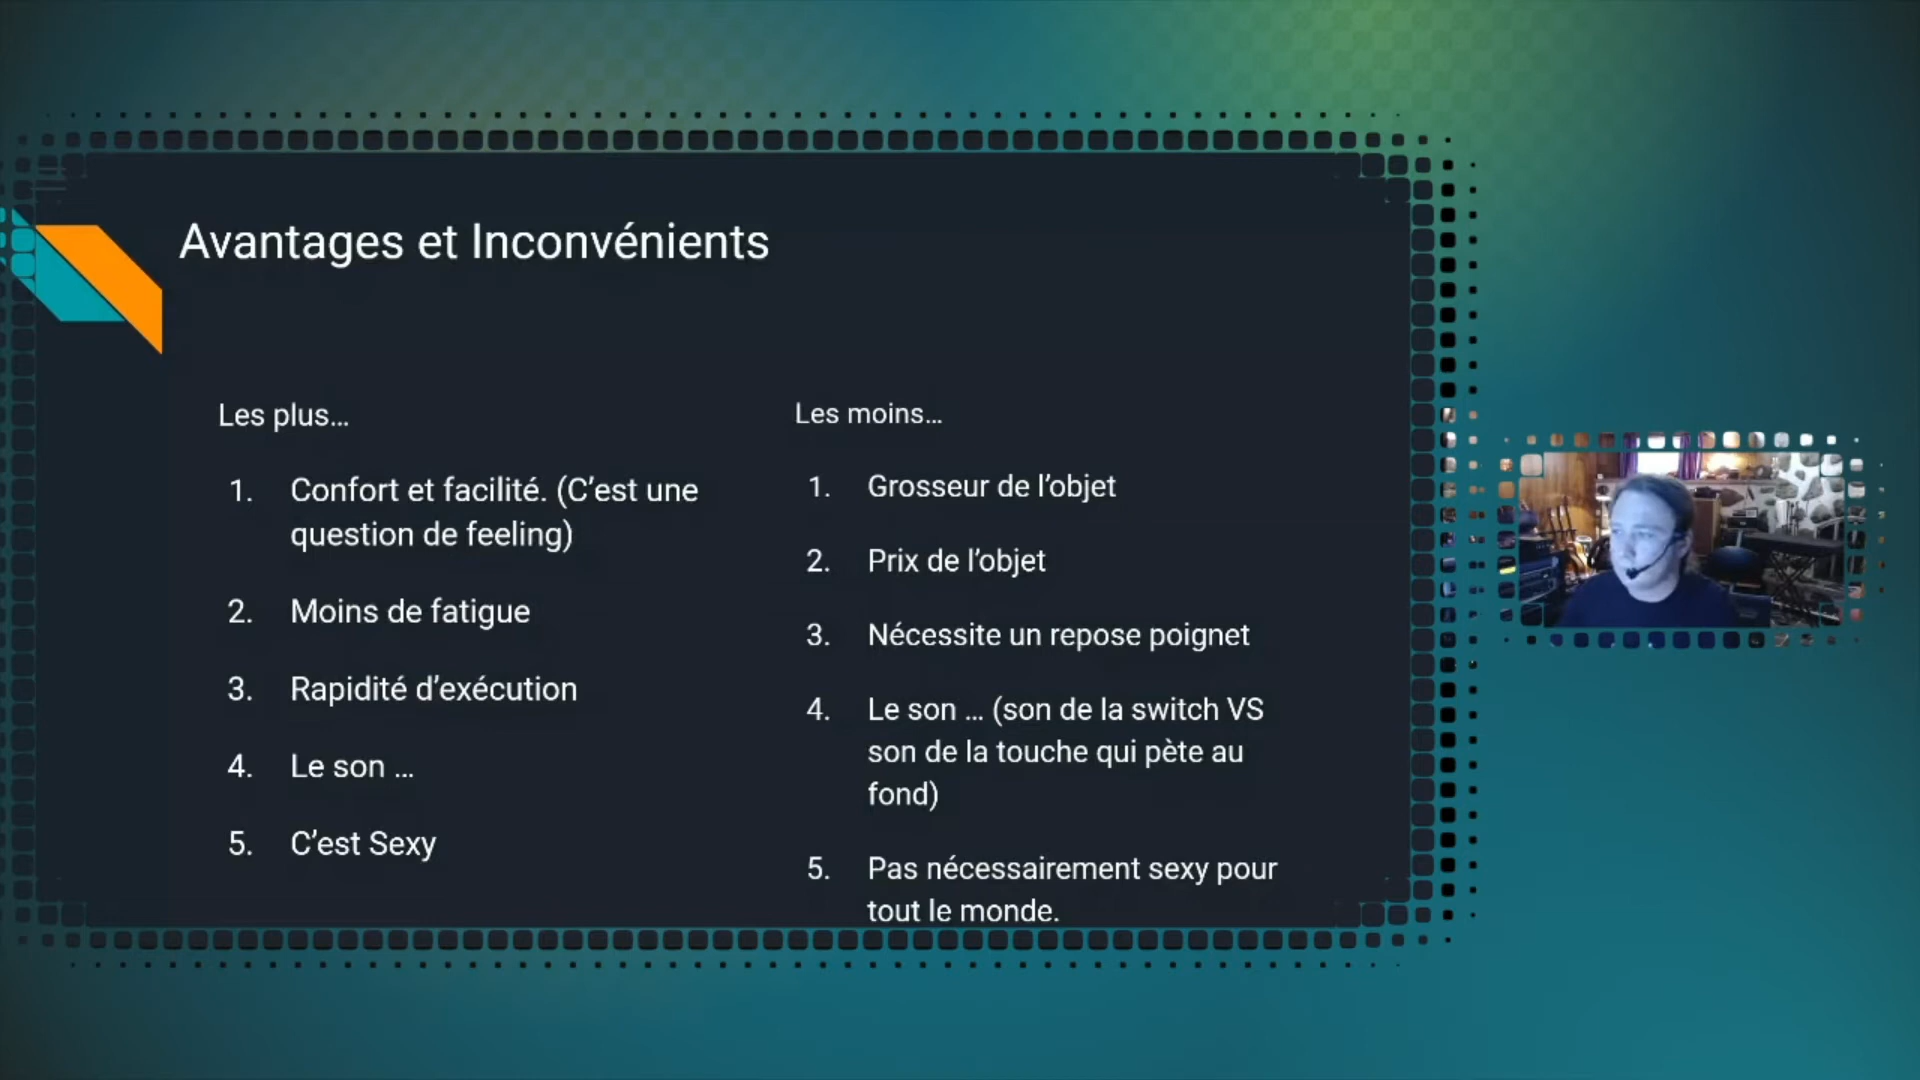 Avantages et Inconvénients
Les plus...
1. Confort et facilité. (C'est une
question de feeling)
2. Moins de fatigue
3. Rapidité d'exécution
4. Le son ...
5. C'est Sexy
Les moins...
1. Grosseur de l'objet
2. Prix de l'objet
3. Nécessite un repose poignet
4. Le son ... (son de la switch VS
son de la touche qui pète au
fond)
5. Pas nécessairement sexy pour
tout le monde.